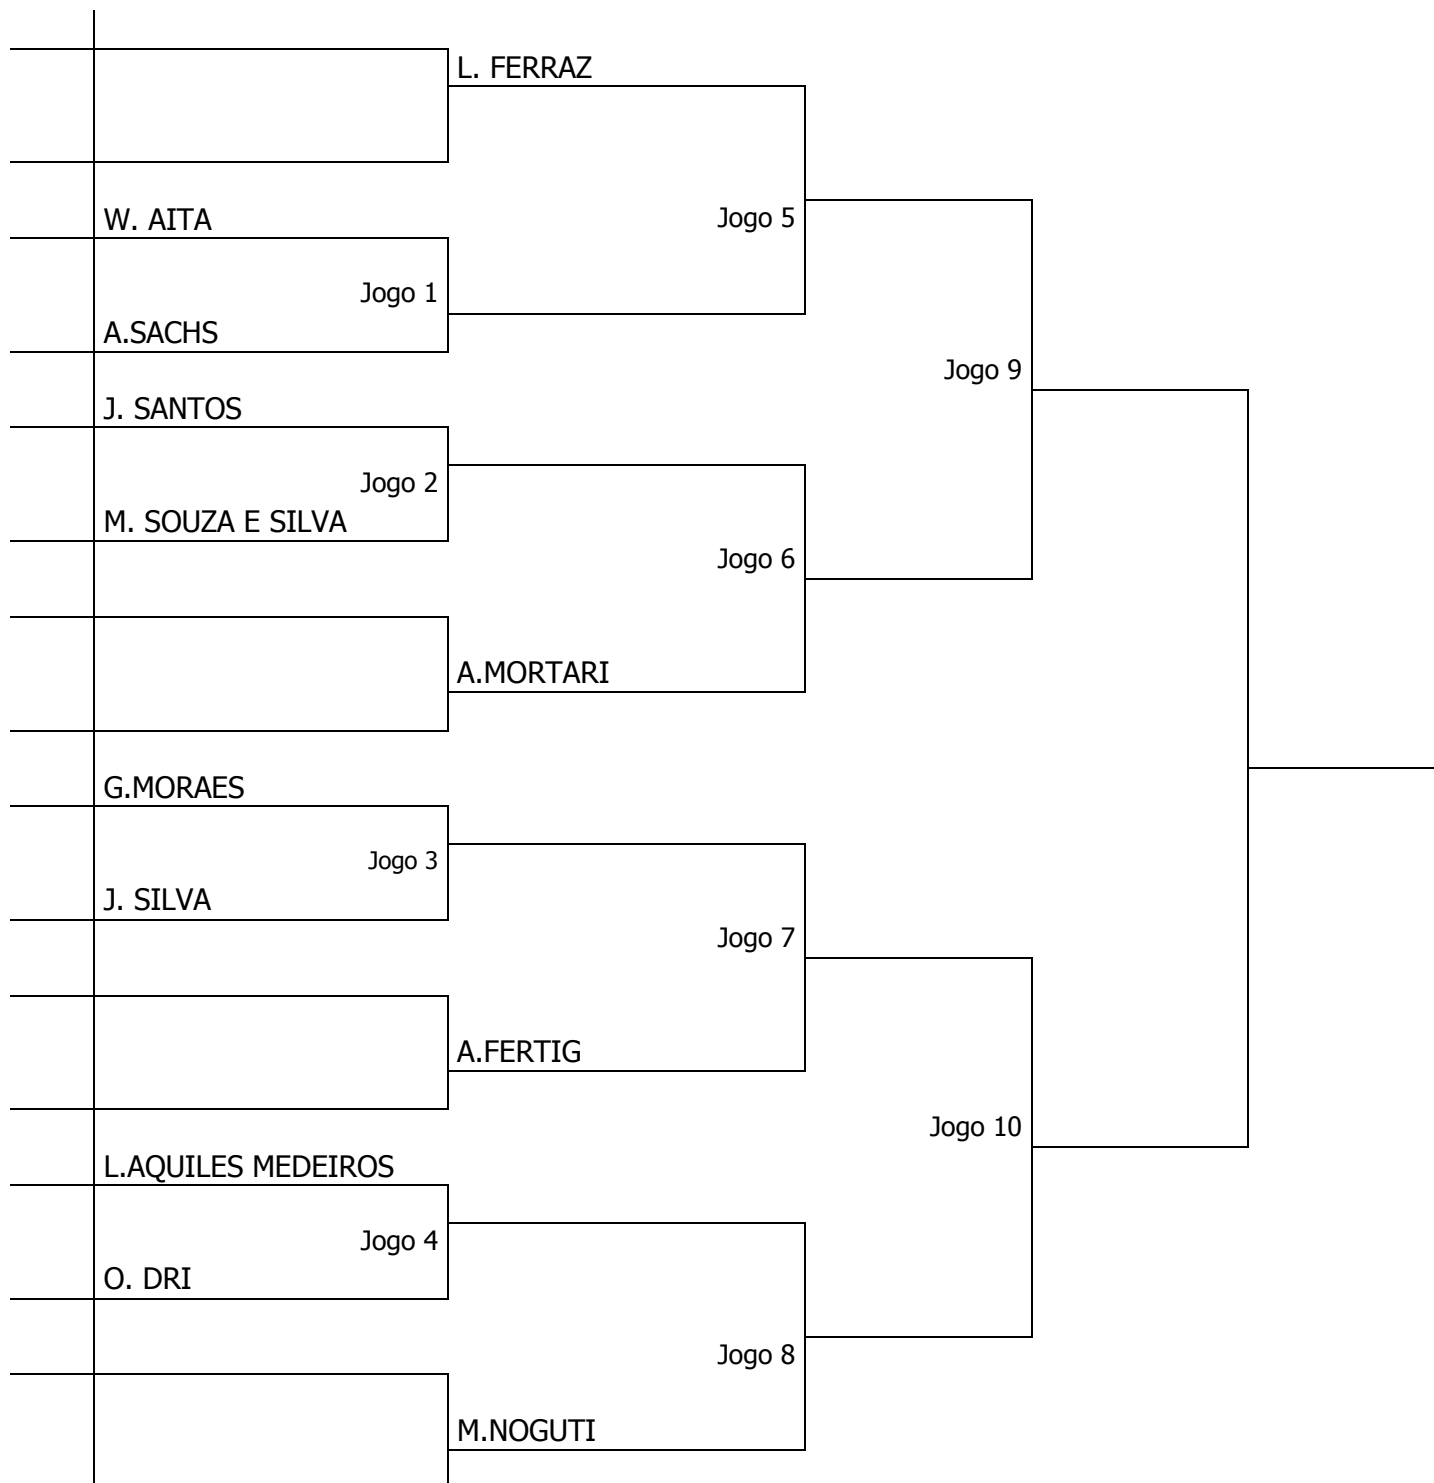 L. FERRAZ
W. AITA
Jogo 5
Jogo 1
A.SACHS
Jogo 9
J. SANTOS
Jogo 2
M. SOUZA E SILVA
Jogo 6
A.MORTARI
G.MORAES
Jogo 3
J. SILVA
Jogo 7
A.FERTIG
Jogo 10
L.AQUILES MEDEIROS
Jogo 4
O. DRI
Jogo 8
M.NOGUTI